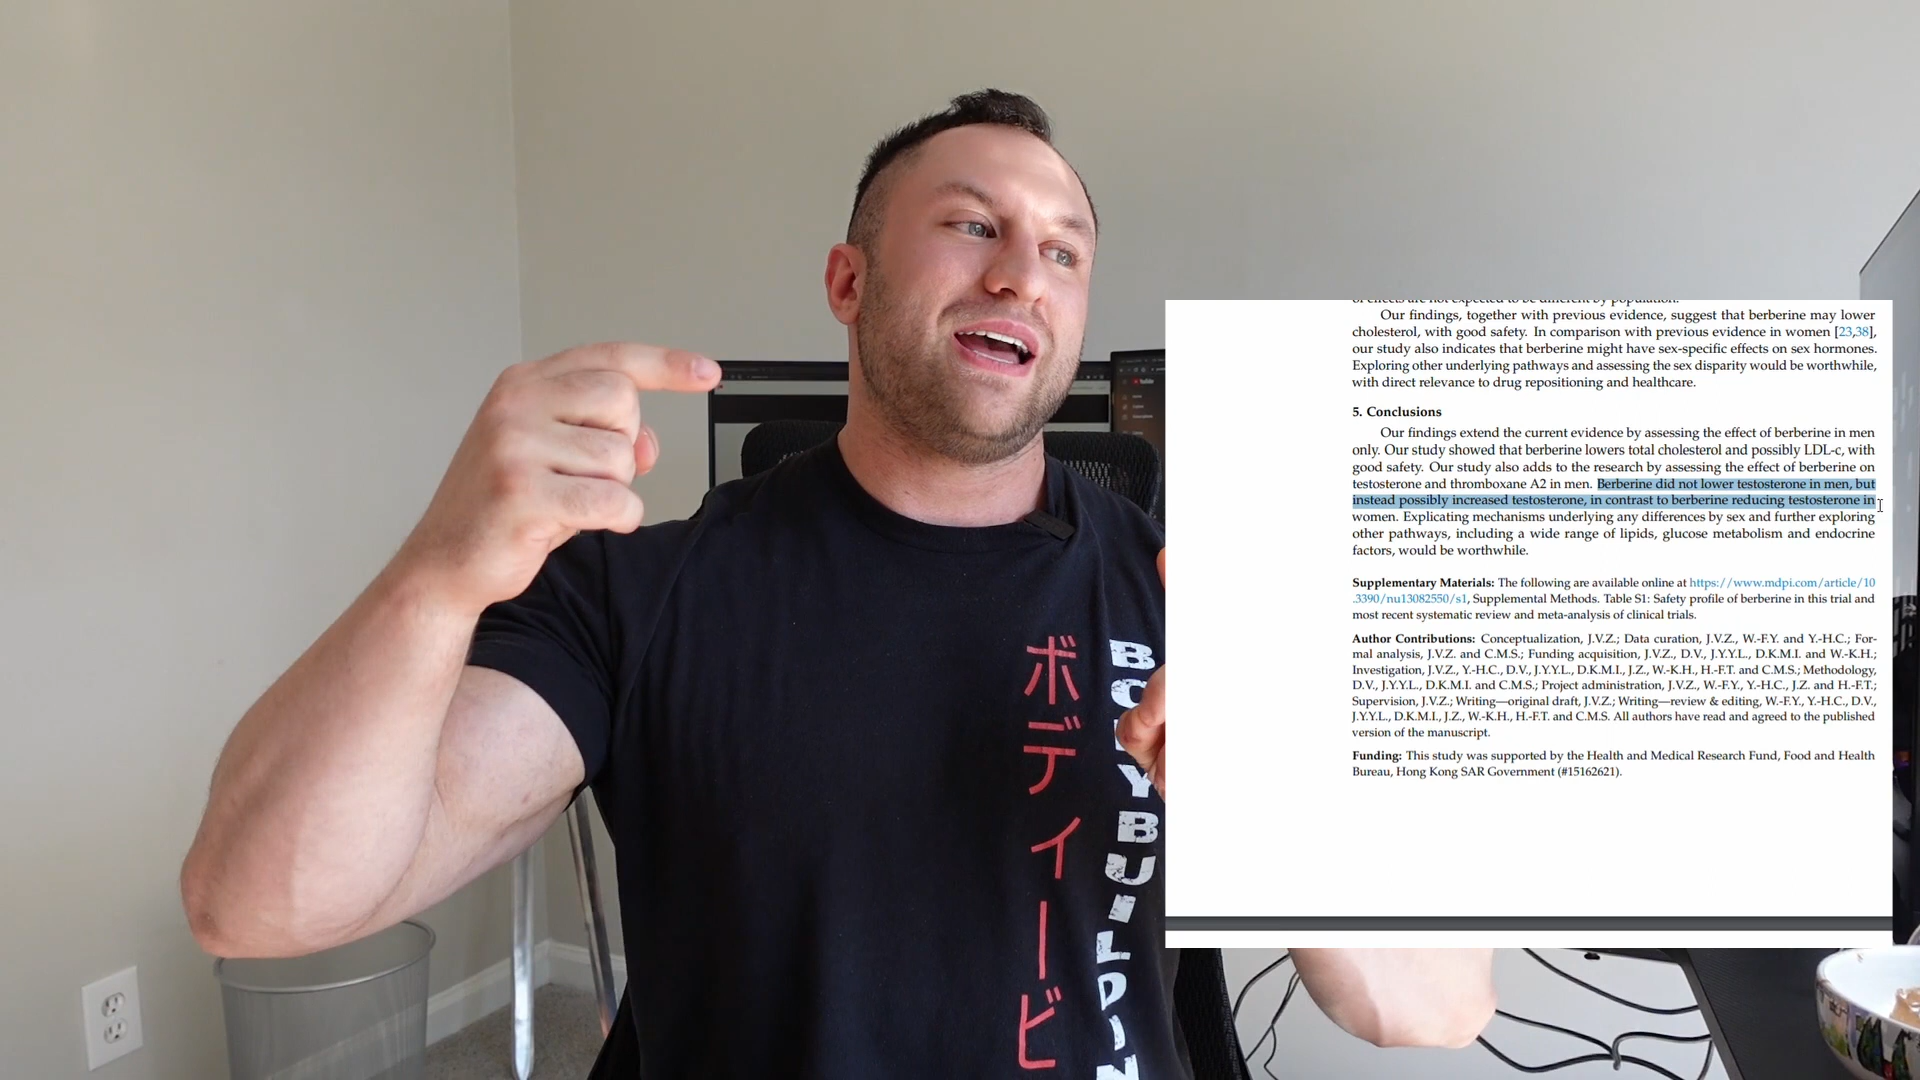 ボディービ
BODYBUILDIN
YouTube
of effects are not expected to be different by population.
Our findings, together with previous evidence, suggest that berberine may lower
cholesterol, with good safety. In comparison with previous evidence in women [23,38],
our study also indicates that berberine might have sex-specific effects on sex hormones.
Exploring other underlying pathways and assessing the sex disparity would be worthwhile,
with direct relevance to drug repositioning and healthcare.
5. Conclusions
Our findings extend the current evidence by assessing the effect of berberine in men
only. Our study showed that berberine lowers total cholesterol and possibly LDL-c, with
good safety. Our study also adds to the research by assessing the effect of berberine on
testosterone and thromboxane A2 in men. Berberine did not lower testosterone in men, but
instead possibly increased testosterone, in contrast to berberine reducing testosterone in
women. Explicating mechanisms underlying any differences by sex and further exploring
other pathways, including a wide range of lipids, glucose metabolism and endocrine
factors, would be worthwhile.
Supplementary Materials: The following are available online at https://www.mdpi.com/article/10
.3390/nu13082550/s1, Supplemental Methods. Table S1: Safety profile of berberine in this trial and
most recent systematic review and meta-analysis of clinical trials.
Author Contributions: Conceptualization, J.V.Z.; Data curation, J.V.Z., W.-F.Y. and Y.-H.C.; For-
mal analysis, J.V.Z. and C.M.S.; Funding acquisition, J.V.Z., D.V., J.Y.Y.L., D.K.M.I. and W.-K.H.;
Investigation, J.V.Z., Y.-H.C., D.V., J.Y.Y.L., D.K.M.I., J.Z., W.-K.H., H.-F.T. and C.M.S.; Methodology,
D.V., J.Y.Y.L., D.K.M.I. and C.M.S.; Project administration, J.V.Z., W.-F.Y., Y.-H.C., J.Z. and H.-F.T.;
Supervision, J.V.Z.; Writing—original draft, J.V.Z.; Writing—review & editing, W.-F.Y., Y.-H.C., D.V.,
J.Y.Y.L., D.K.M.I., J.Z., W.-K.H., H.-F.T. and C.M.S. All authors have read and agreed to the published
version of the manuscript.
Funding: This study was supported by the Health and Medical Research Fund, Food and Health
Bureau, Hong Kong SAR Government (#15162621).